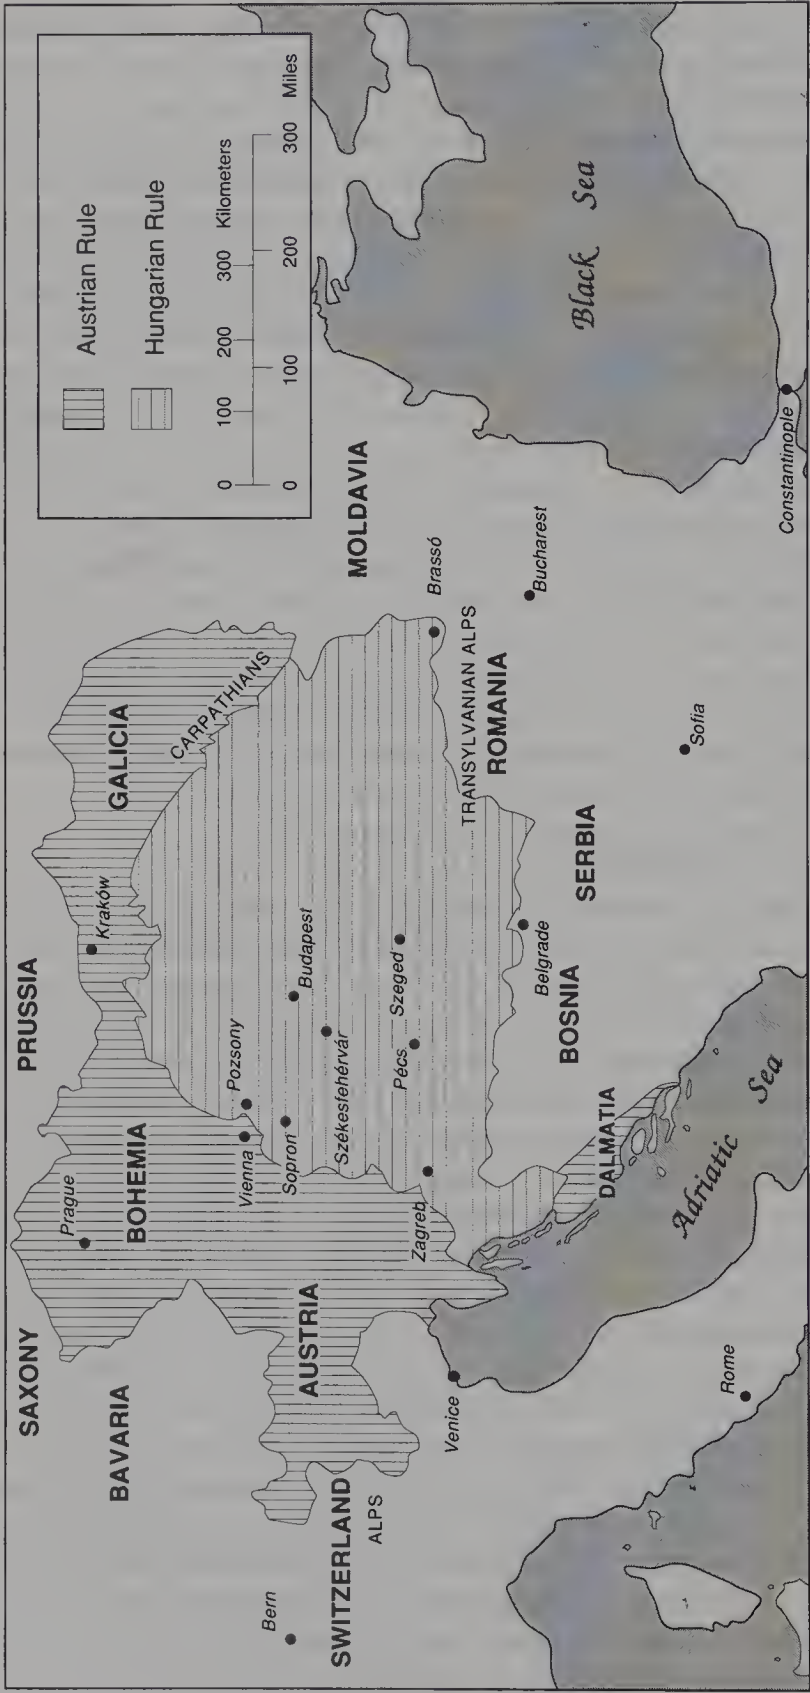 Austrian Rule
Hungarian Rule
0 100 200 300 Kilometers
0 100 200 300 Miles
PRUSSIA
SAXONY
Prague
Kraków
GALICIA
BAVARIA
BOHEMIA
CARPATHIANS
Vienna
Pozsony
Bern
AUSTRIA
Sopron
Budapest
MOLDAVIA
SWITZERLAND
Székesfehérvár
ALPS
Zagreb
Pécs
Szeged
Brassó
Venice
TRANSYLVANIAN ALPS
ROMANIA
Bucharest
Belgrade
BOSNIA
SERBIA
Black Sea
DALMATIA
Adriatic Sea
Sofia
Rome
Constantinople